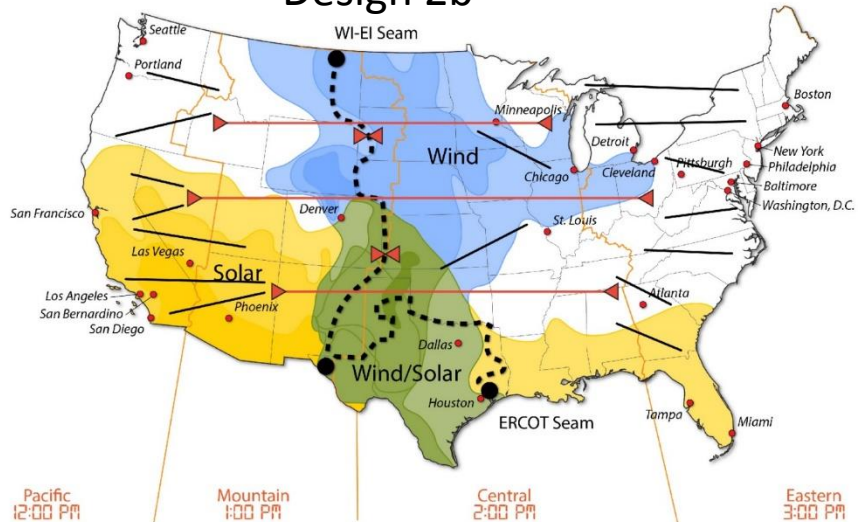 Design 2b
WI-EI Seam
Seattle
Portland
Minneapolis
Boston
Wind
Detroit
New York
Pittsburgh
Philadelphia
Chicago
Cleveland
Baltimore
Washington, D.C.
San Francisco
Denver
St. Louis
Las Vegas
Solar
Los Angeles
San Bernardino
San Diego
Phoenix
Atlanta
Dallas
Wind/Solar
Houston
ERCOT Seam
Tampa
Miami
Pacific
12:00 PM
Mountain
1:00 PM
Central
2:00 PM
Eastern
3:00 PM